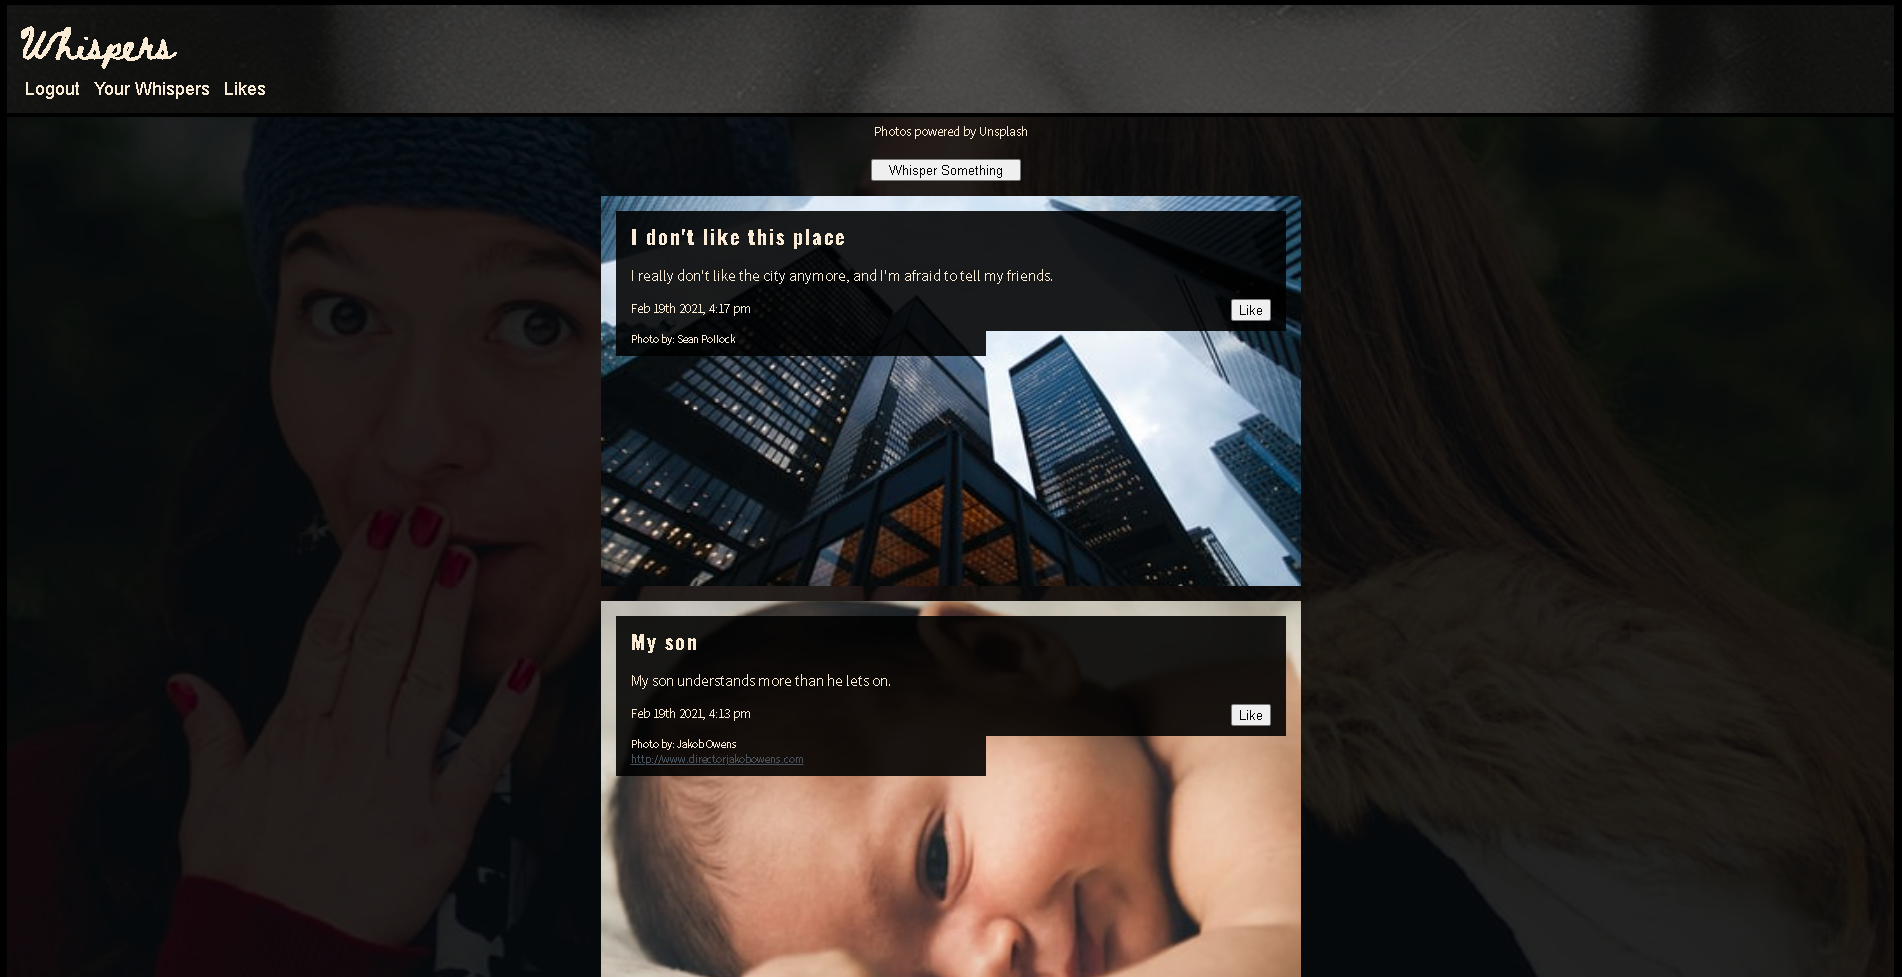 Whispers
Logout Your Whispers Likes
Photos powered by Unsplash
Whisper Something
I don't like this place
I really don't like the city anymore, and I'm afraid to tell my friends.
Feb 19th 2021, 4:17 pm
Like
Photo by: Sean Pollock
My son
My son understands more than he lets on.
Feb 19th 2021, 4:13 pm
Like
Photo by: Jakob Owens
http://www.directorjakobowens.com